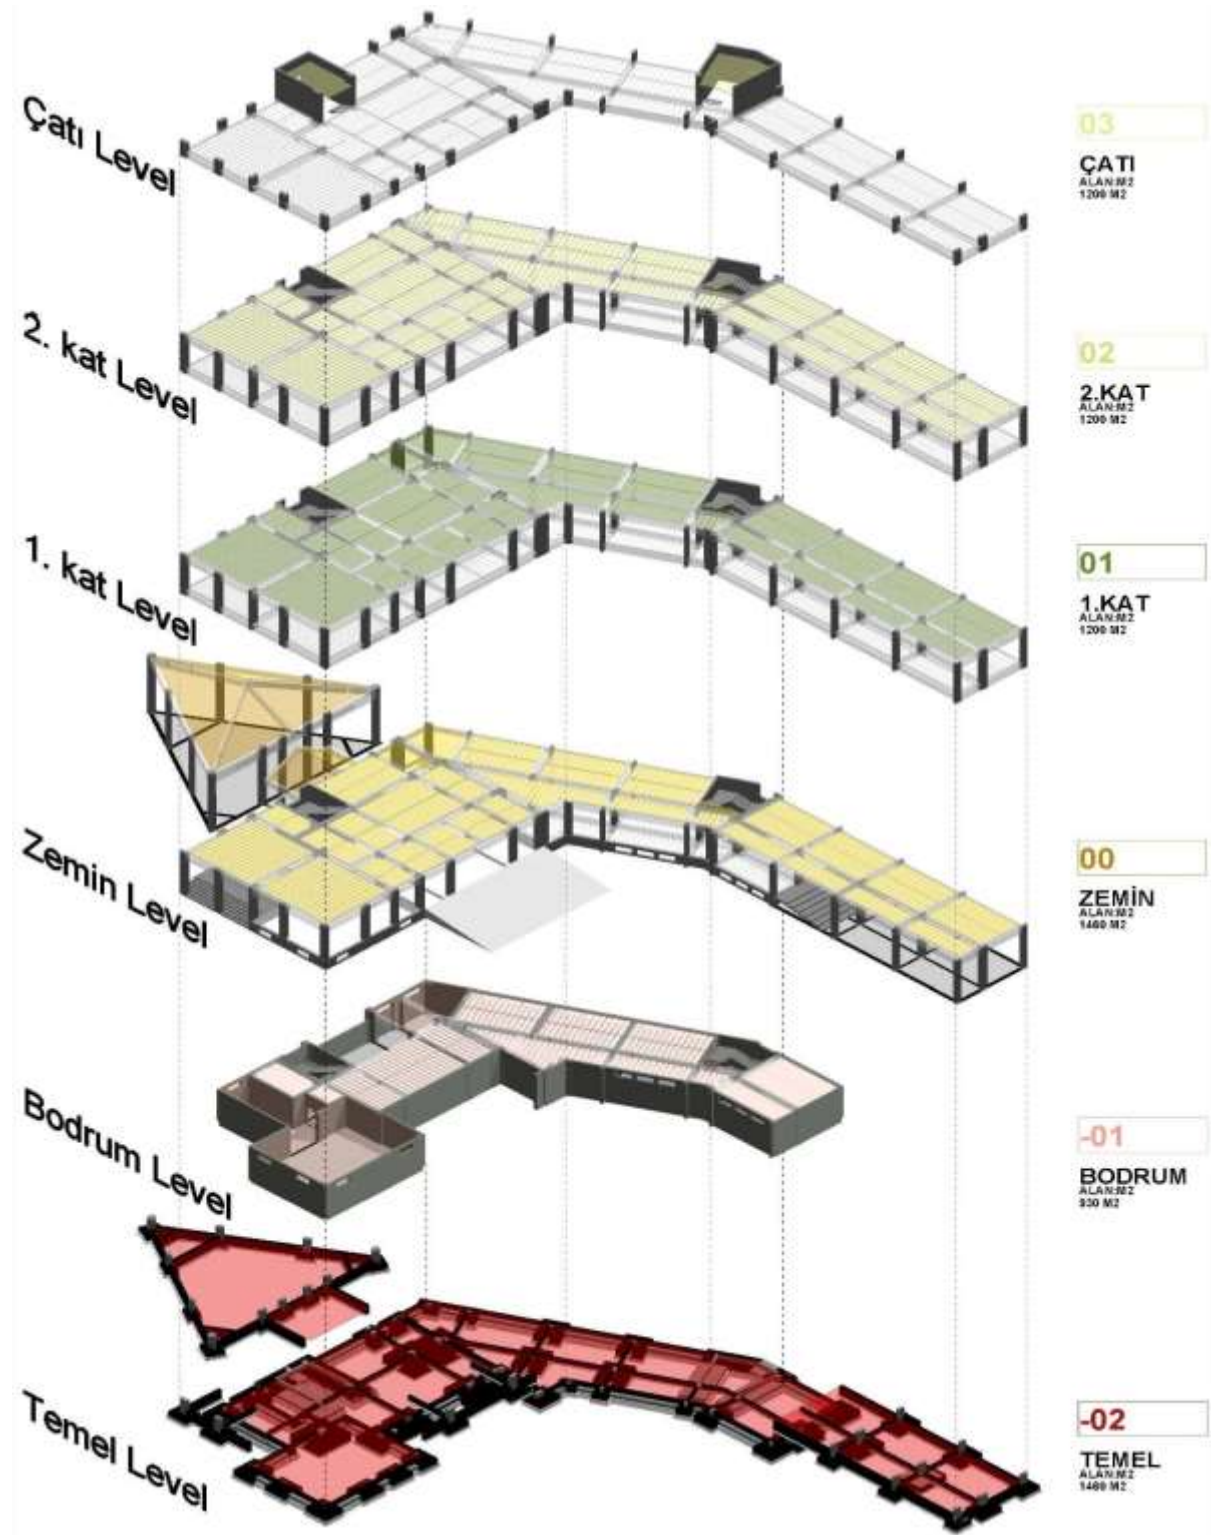 Çatı Level
03
ÇATI
ALAN:M2
1200 M2
2. kat Level
02
2.KAT
ALAN:M2
1200 M2
1. kat Level
01
1.KAT
ALAN:M2
1200 M2
Zemin Level
00
ZEMİN
ALAN:M2
1460 M2
Bodrum Level
-01
BODRUM
ALAN:M2
930 M2
Temel Level
-02
TEMEL
ALAN:M2
1460 M2